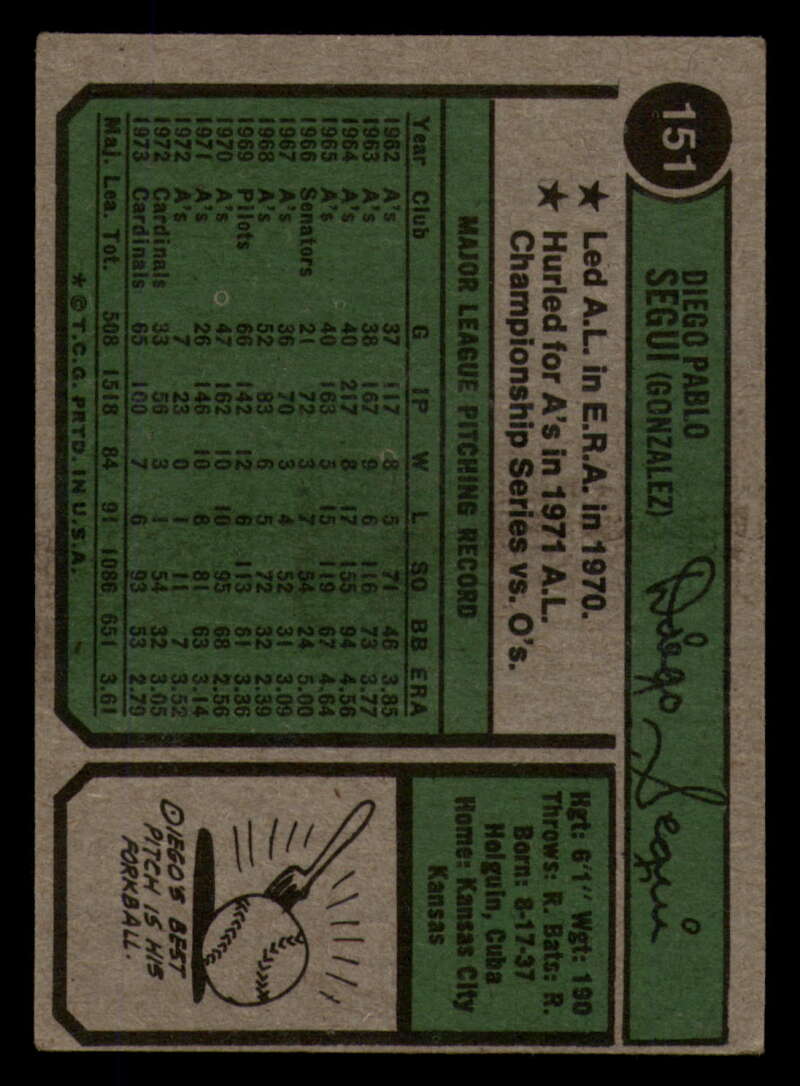 151
DIEGO PABLO
SEGUI (GONZALEZ)
Diego Segui
★ Led A.L. in E.R.A. in 1970.
★ Hurled for A's in 1971 A.L.
Championship Series vs. O's.
MAJOR LEAGUE PITCHING RECORD
Year Club G IP W L SO BB ERA
1962 A's 37 117 8 5 71 46 3.85
1963 A's 38 167 9 6 116 73 3.77
1964 A's 40 217 8 17 155 94 4.56
1965 A's 40 163 5 15 119 67 4.64
1966 Senators 21 72 3 7 54 24 5.00
1967 A's 36 70 3 4 52 31 3.09
1968 A's 52 83 6 5 72 32 2.39
1969 Pilots 66 142 12 6 113 61 3.36
1970 A's 47 162 10 10 95 68 2.56
1971 A's 26 146 10 8 81 63 3.14
1972 A's 7 23 0 1 11 7 3.52
1972 Cardinals 33 56 3 1 54 32 3.05
1973 Cardinals 65 100 7 6 93 53 2.79
Maj. Lea. Tot. 508 1518 84 91 1086 651 3.61
* © T.C.G. PRTD. IN U.S.A.
Hgt: 6'1" Wgt: 190
Throws: R. Bats: R.
Born: 8-17-37
Holguin, Cuba
Home: Kansas City
Kansas
DIEGO'S BEST
PITCH IS HIS
FORKBALL.